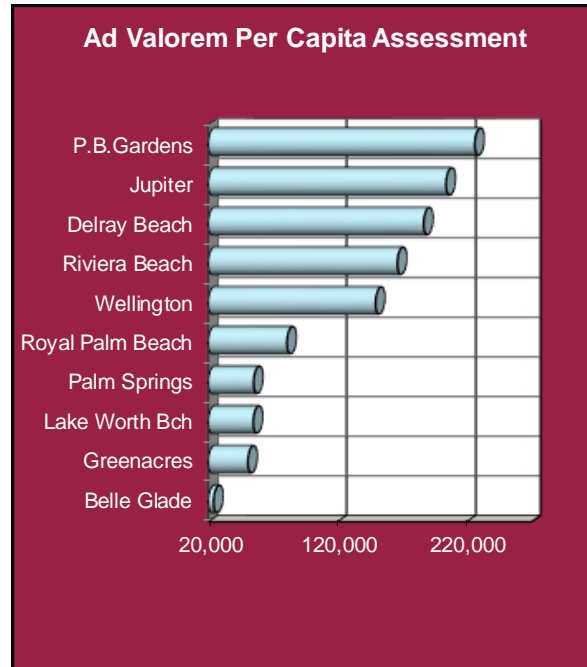 Ad Valorem Per Capita Assessment
P.B.Gardens
Jupiter
Delray Beach
Riviera Beach
Wellington
Royal Palm Beach
Palm Springs
Lake Worth Bch
Greenacres
Belle Glade
20,000 120,000 220,000